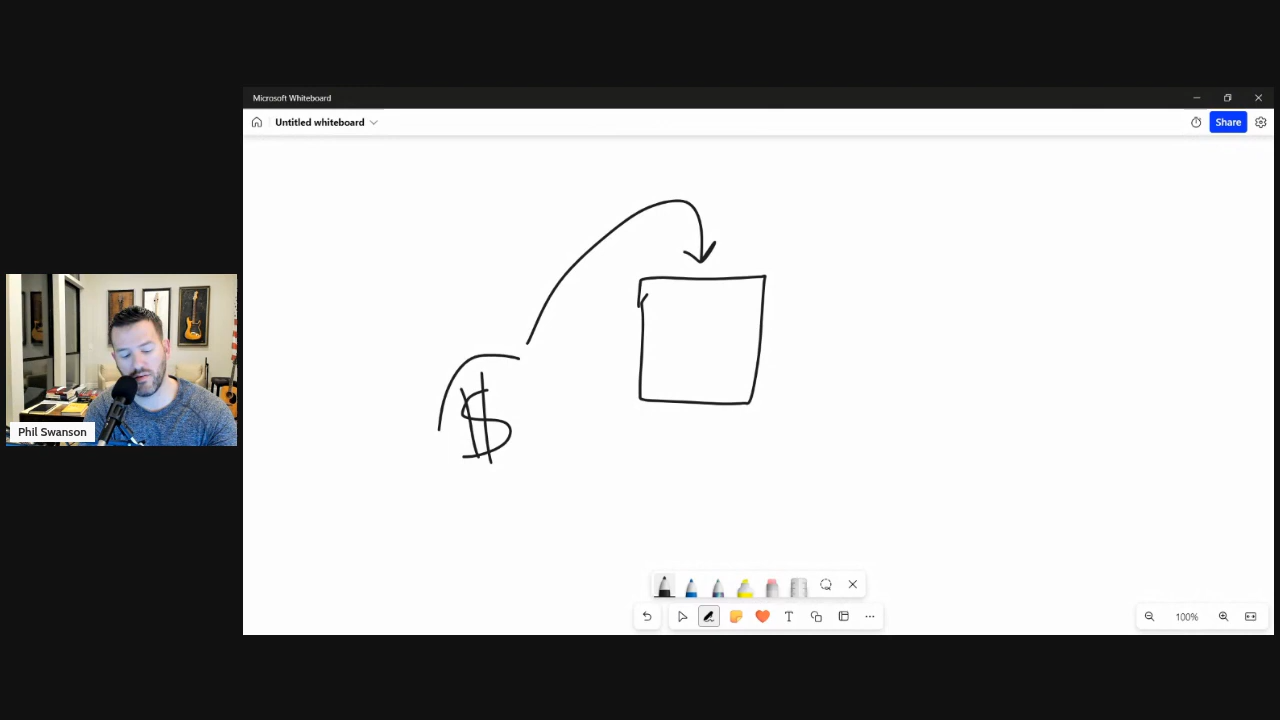 Microsoft Whiteboard
Untitled whiteboard
Share
$
Phil Swanson
T
100%